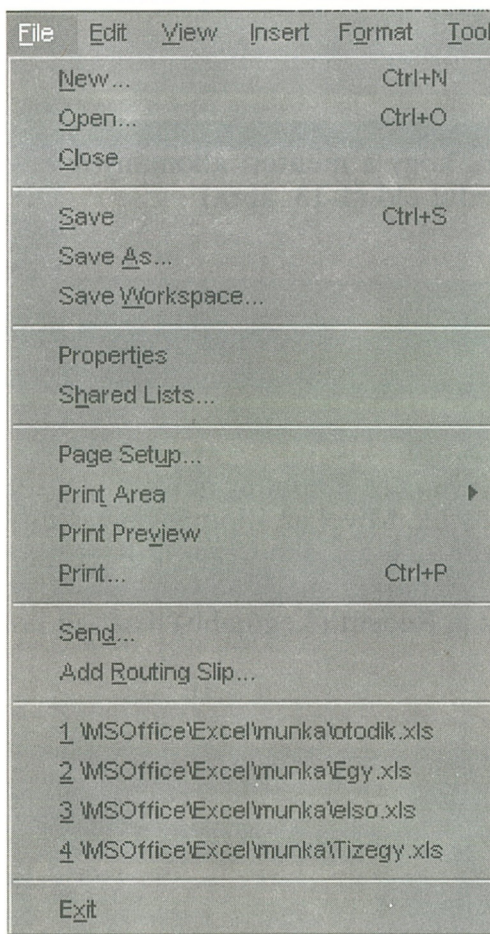 File Edit View Insert Format Tool
New... Ctrl+N
Open... Ctrl+O
Close
Save Ctrl+S
Save As...
Save Workspace...
Properties
Shared Lists...
Page Setup...
Print Area
Print Preview
Print... Ctrl+P
Send...
Add Routing Slip...
1 \MSOffice\Excel\munka\otodik.xls
2 \MSOffice\Excel\munka\Egy.xls
3 \MSOffice\Excel\munka\elso.xls
4 \MSOffice\Excel\munka\Tizegy.xls
Exit